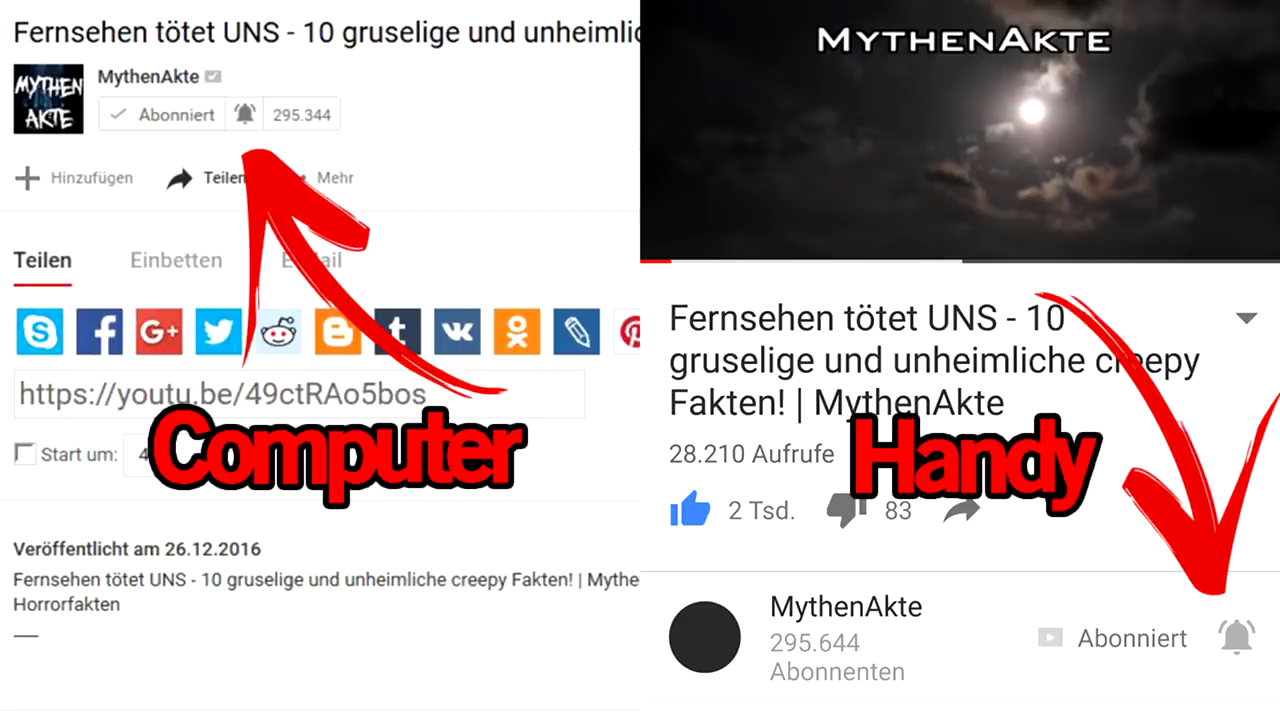 Fernsehen tötet UNS - 10 gruselige und unheimlic
MYTHEN
AKTE
MythenAkte
Abonniert
295.344
Hinzufügen
Teilen
Mehr
Teilen
Einbetten
https://youtu.be/49ctRAo5bos
Computer
Start um:
4
Veröffentlicht am 26.12.2016
Fernsehen tötet UNS - 10 gruselige und unheimliche creepy Fakten! | Mythe
Horrorfakten
—
MYTHENAKTE
Fernsehen tötet UNS - 10
gruselige und unheimliche creepy
Fakten! | MythenAkte
28.210 Aufrufe
Handy
2 Tsd.
83
MythenAkte
295.644
Abonnenten
Abonniert